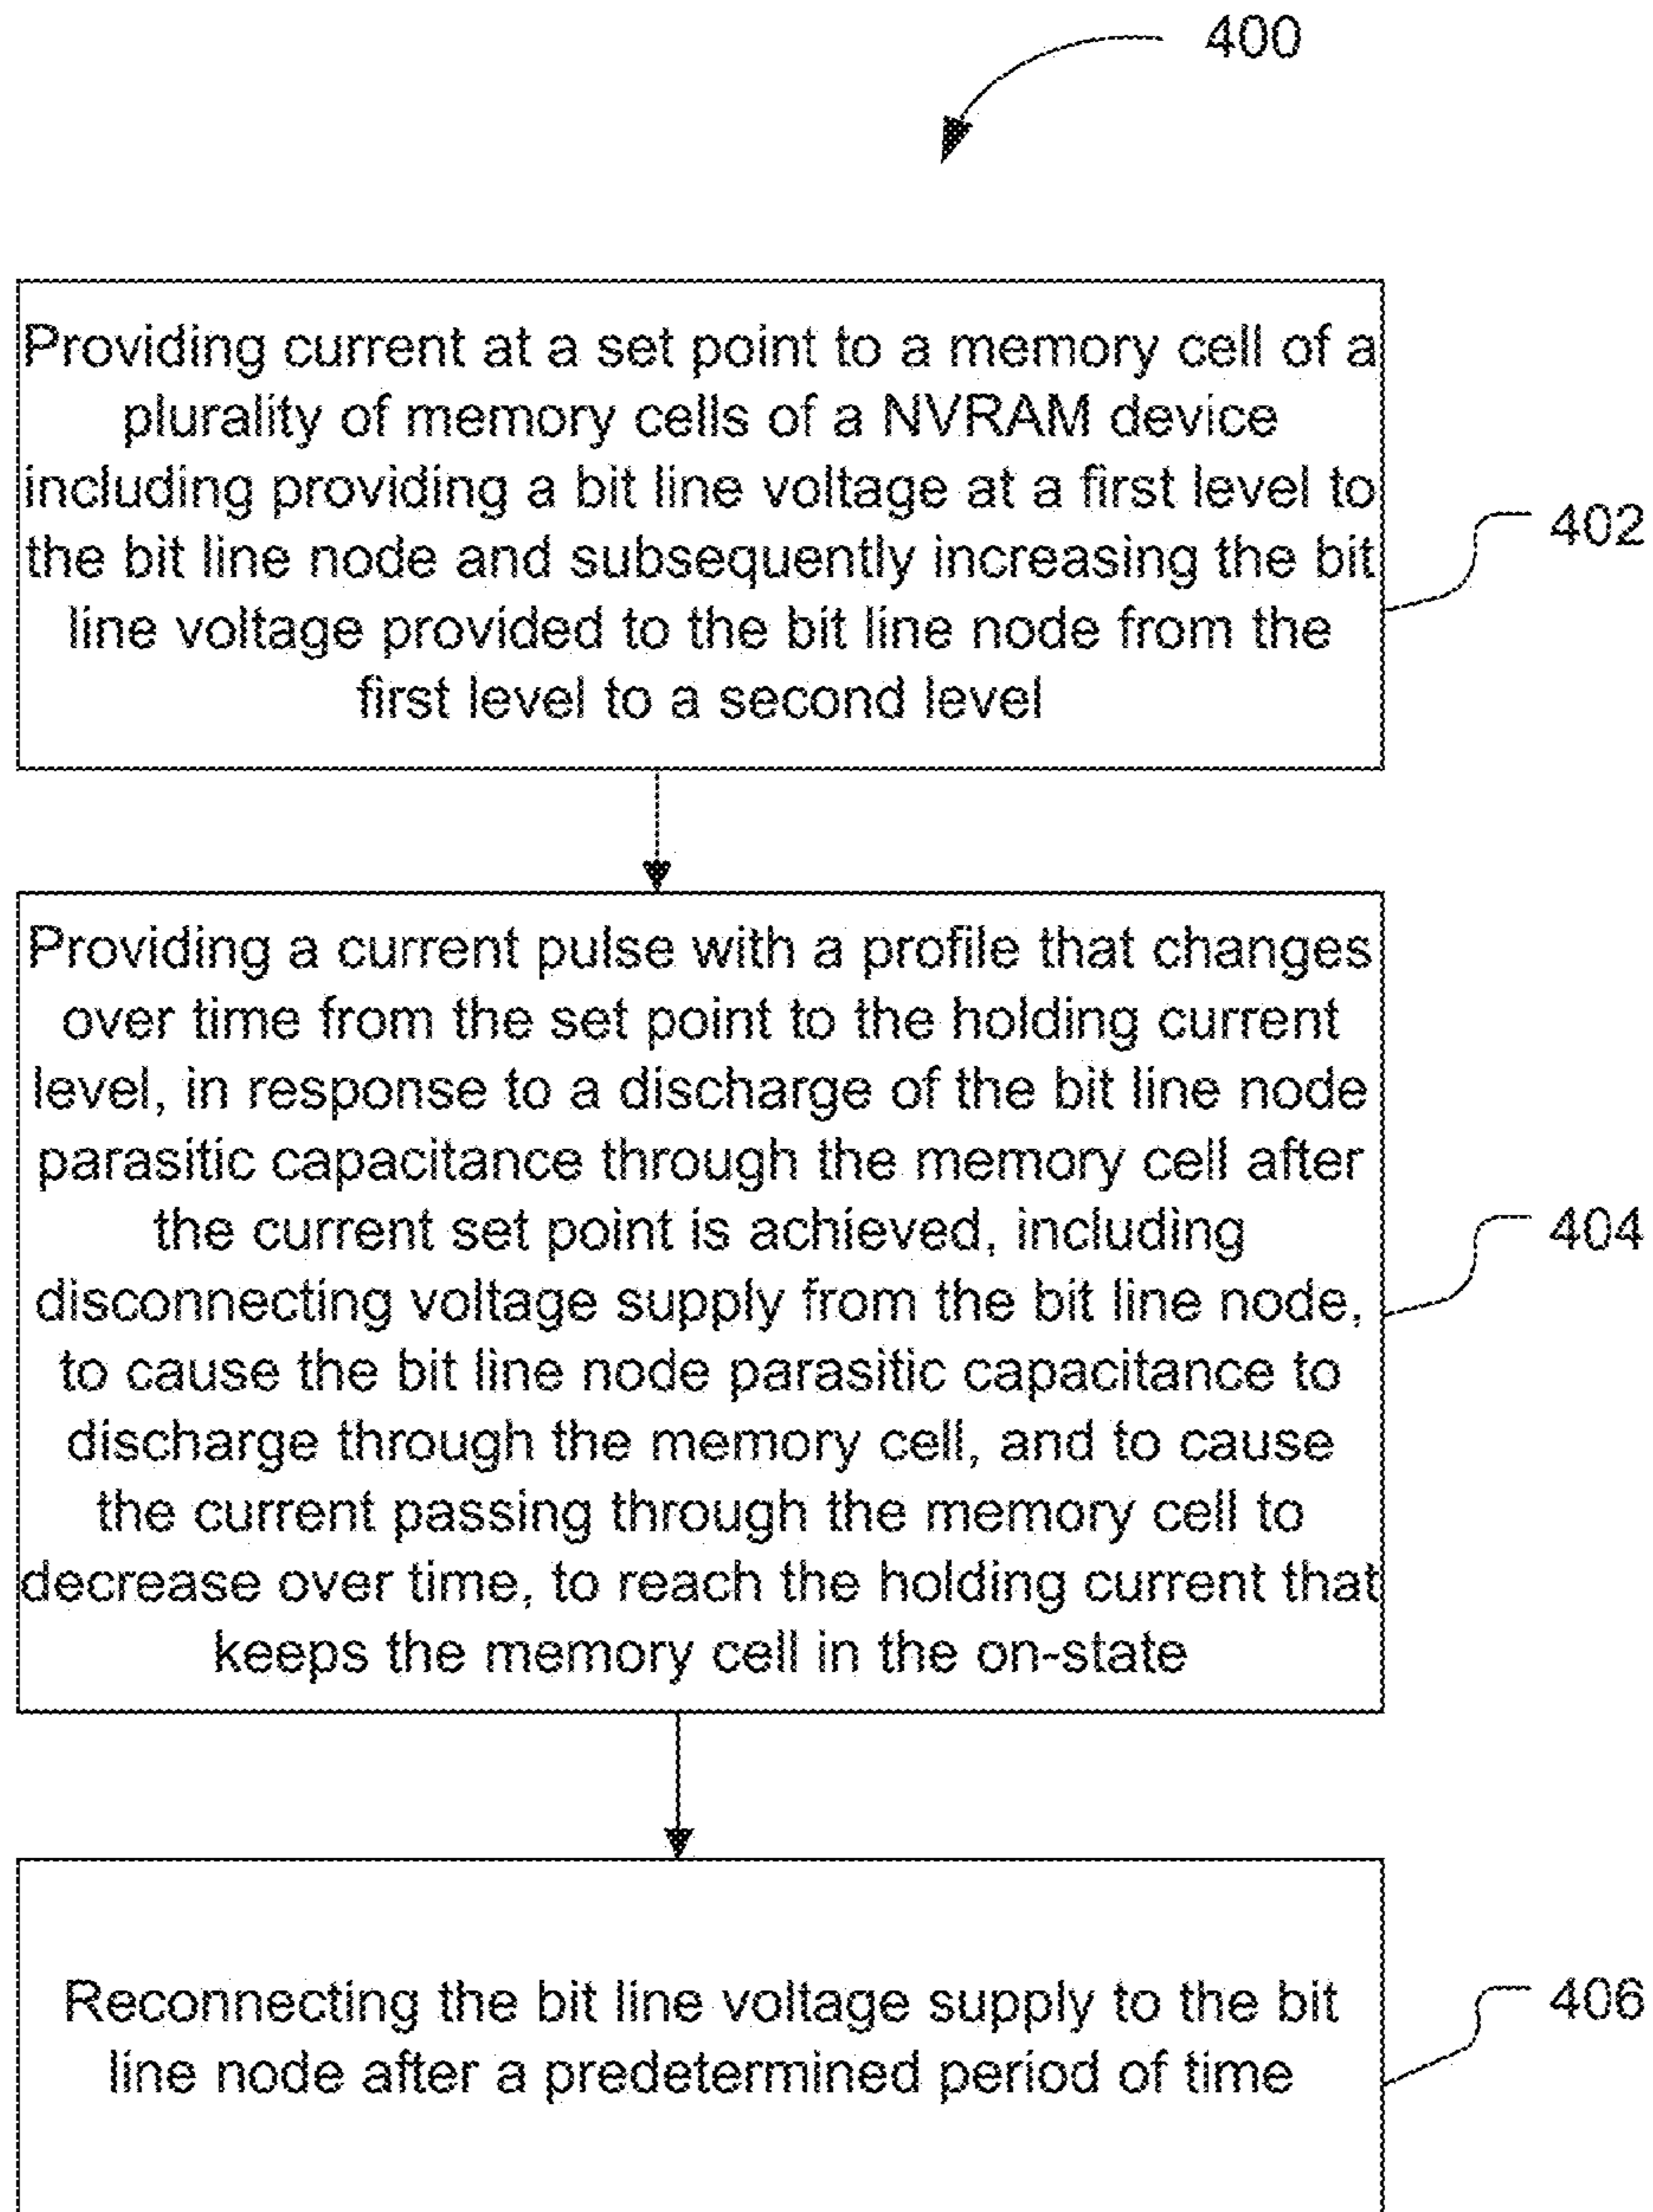 400
Providing current at a set point to a memory cell of a
plurality of memory cells of a NVRAM device
including providing a bit line voltage at a first level to
the bit line node and subsequently increasing the bit
line voltage provided to the bit line node from the
first level to a second level
402
Providing a current pulse with a profile that changes
over time from the set point to the holding current
level, in response to a discharge of the bit line node
parasitic capacitance through the memory cell after
the current set point is achieved, including
disconnecting voltage supply from the bit line node,
to cause the bit line node parasitic capacitance to
discharge through the memory cell, and to cause
the current passing through the memory cell to
decrease over time, to reach the holding current that
keeps the memory cell in the on-state
404
Reconnecting the bit line voltage supply to the bit
line node after a predetermined period of time
406